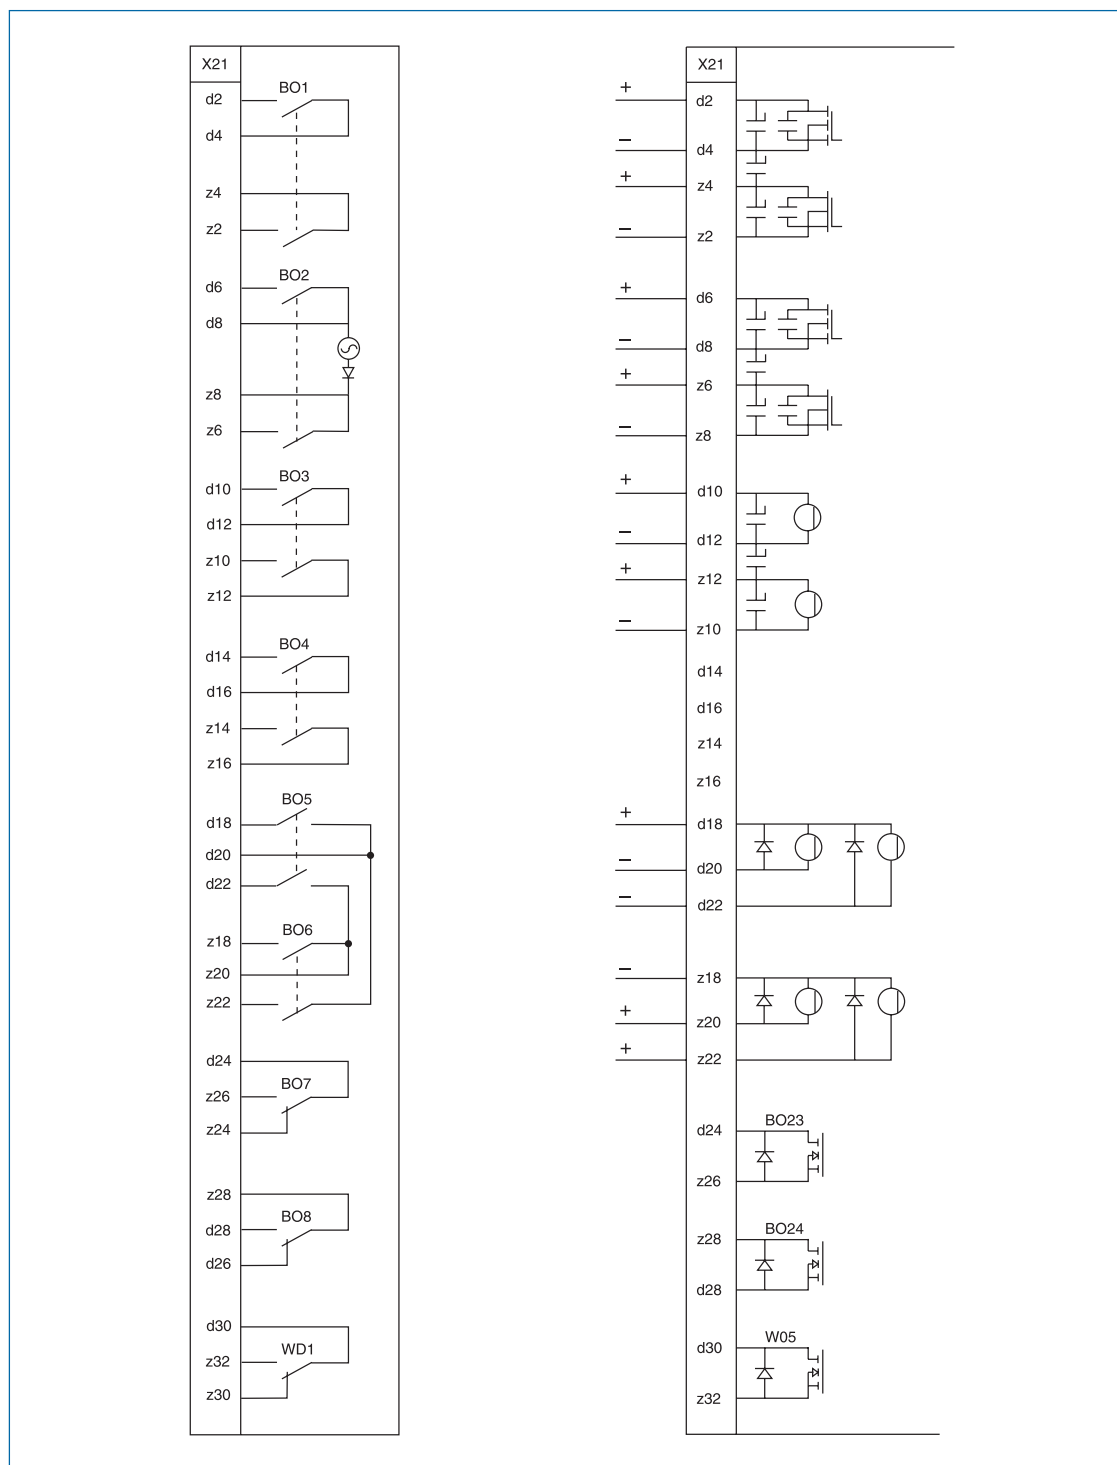 X21
BO1
d2
d4
z4
z2
BO2
d6
d8
z8
z6
BO3
d10
d12
z10
z12
BO4
d14
d16
z14
z16
BO5
d18
d20
d22
BO6
z18
z20
z22
d24
BO7
z26
z24
z28
BO8
d28
d26
d30
WD1
z32
z30
X21
+ d2
− d4
+ z4
− z2
+ d6
− d8
+ z6
− z8
+ d10
− d12
+ z12
− z10
d14
d16
z14
z16
+ d18
− d20
− d22
− z18
+ z20
+ z22
BO23
d24
z26
BO24
z28
d28
W05
d30
z32